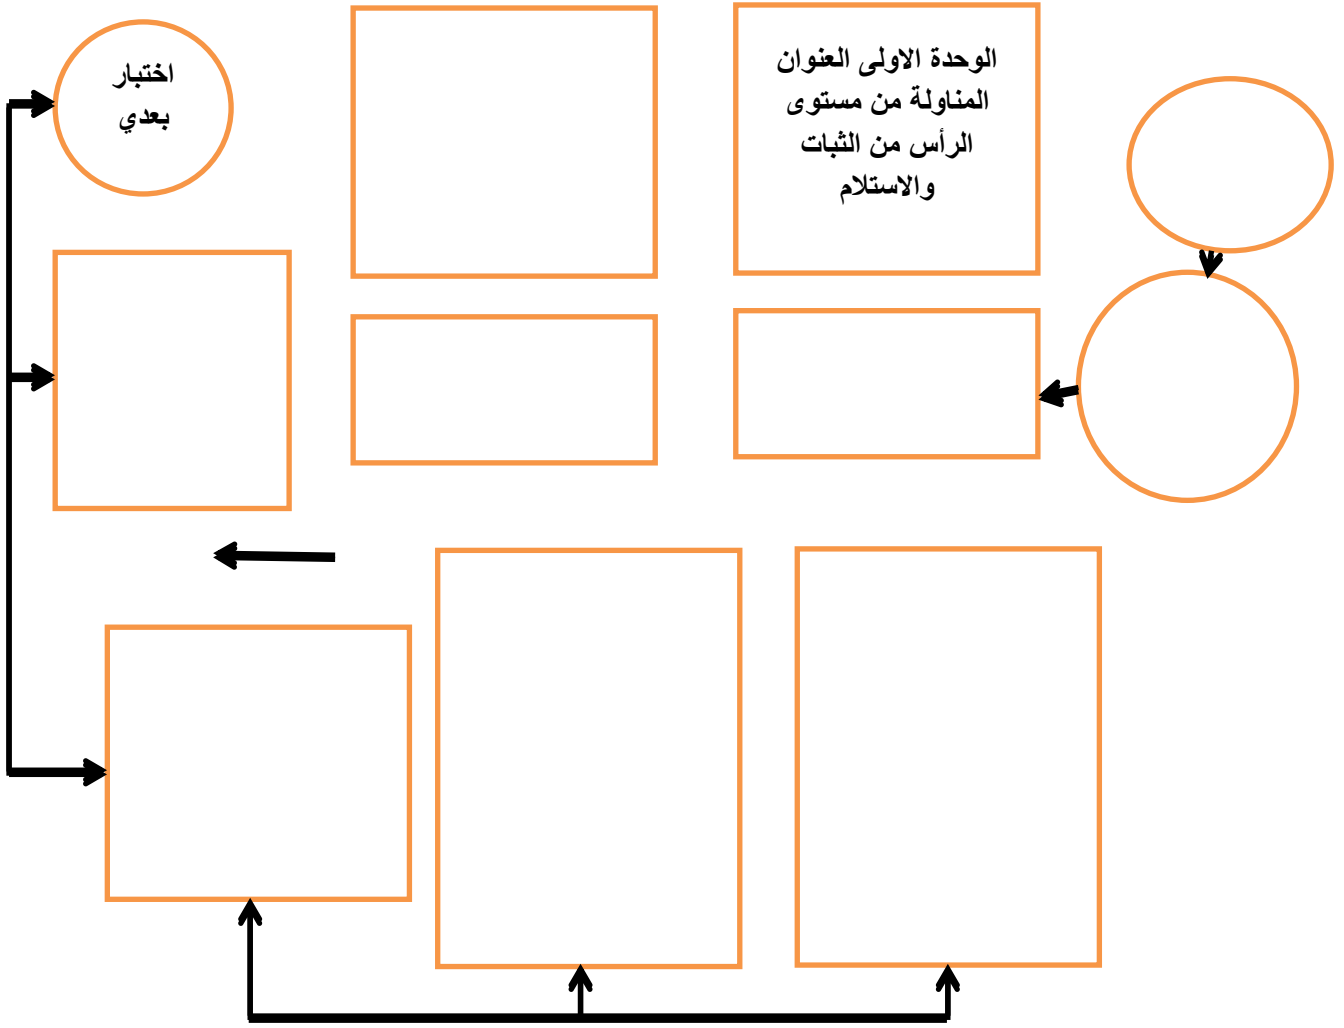 الوحدة الاولى العنوان
المناولة من مستوى
الرأس من الثبات
والاستلام
اختبار
بعدي